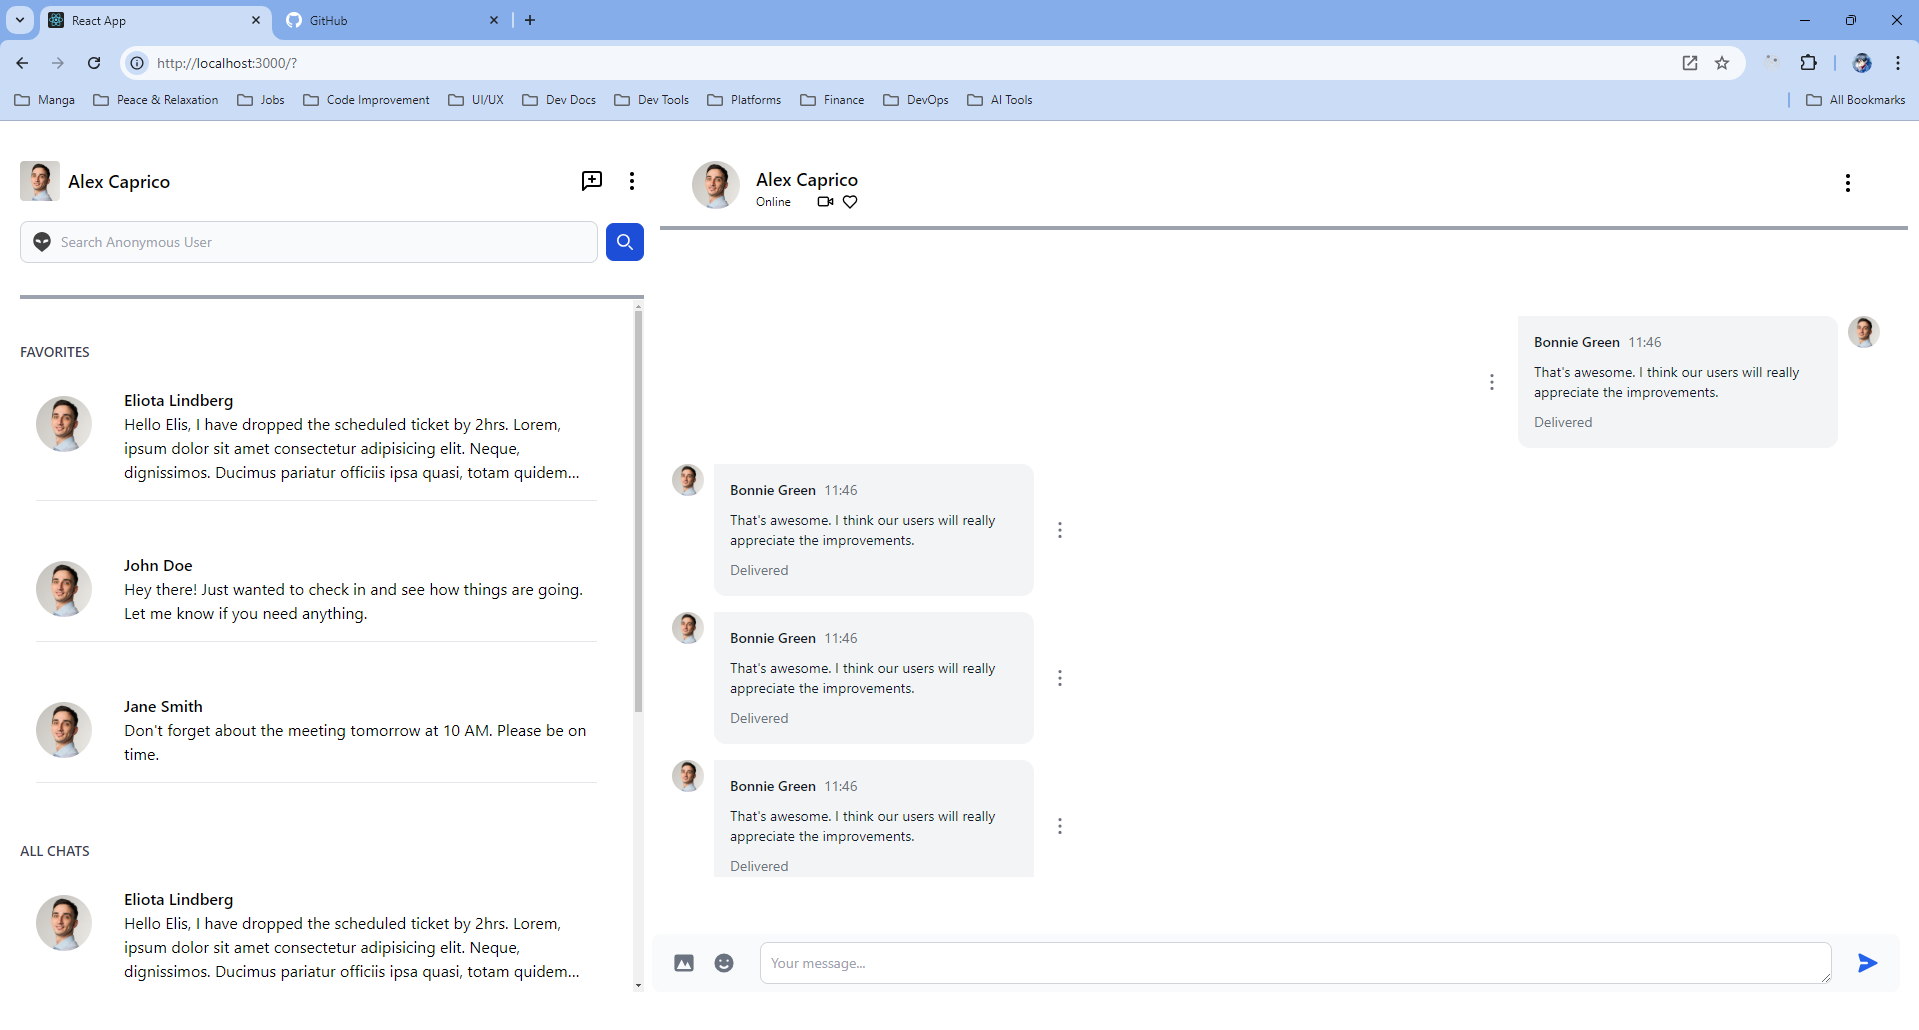 React App
GitHub
http://localhost:3000/?
Manga
Peace & Relaxation
Jobs
Code Improvement
UI/UX
Dev Docs
Dev Tools
Platforms
Finance
DevOps
AI Tools
All Bookmarks
Alex Caprico
Search Anonymous User
FAVORITES
Eliota Lindberg
Hello Elis, I have dropped the scheduled ticket by 2hrs. Lorem,
ipsum dolor sit amet consectetur adipisicing elit. Neque,
dignissimos. Ducimus pariatur officiis ipsa quasi, totam quidem...
John Doe
Hey there! Just wanted to check in and see how things are going.
Let me know if you need anything.
Jane Smith
Don't forget about the meeting tomorrow at 10 AM. Please be on
time.
ALL CHATS
Eliota Lindberg
Hello Elis, I have dropped the scheduled ticket by 2hrs. Lorem,
ipsum dolor sit amet consectetur adipisicing elit. Neque,
dignissimos. Ducimus pariatur officiis ipsa quasi, totam quidem...
Alex Caprico
Online
Bonnie Green 11:46
That's awesome. I think our users will really
appreciate the improvements.
Delivered
Bonnie Green 11:46
That's awesome. I think our users will really
appreciate the improvements.
Delivered
Bonnie Green 11:46
That's awesome. I think our users will really
appreciate the improvements.
Delivered
Bonnie Green 11:46
That's awesome. I think our users will really
appreciate the improvements.
Delivered
Your message...